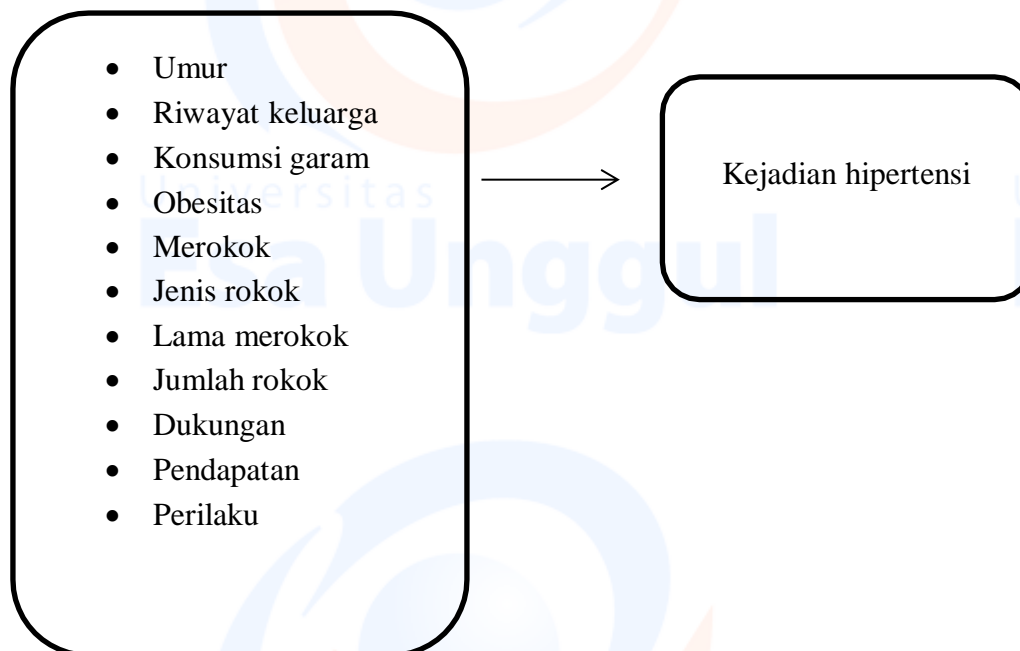 • Umur
• Riwayat keluarga
• Konsumsi garam
• Obesitas
• Merokok
• Jenis rokok
• Lama merokok
• Jumlah rokok
• Dukungan
• Pendapatan
• Perilaku
Kejadian hipertensi
Universitas
Esa Unggul